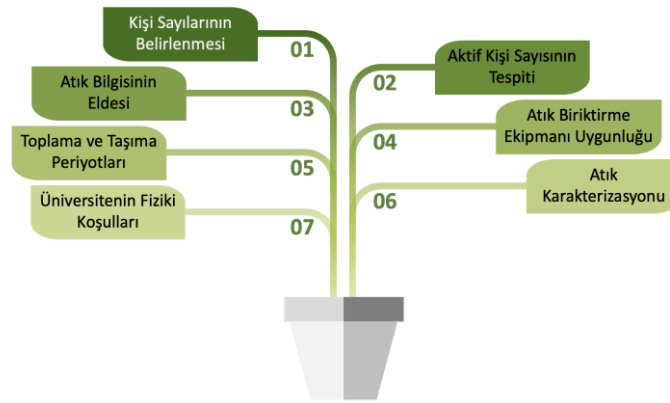 Kişi Sayılarının
Belirlenmesi
01
Aktif Kişi Sayısının
Tespiti
02
Atık Bilgisinin
Eldesi
03
Atık Biriktirme
Ekipmanı Uygunluğu
04
Toplama ve Taşıma
Periyotları
05
Atık
Karakterizasyonu
06
Üniversitenin Fiziki
Koşulları
07